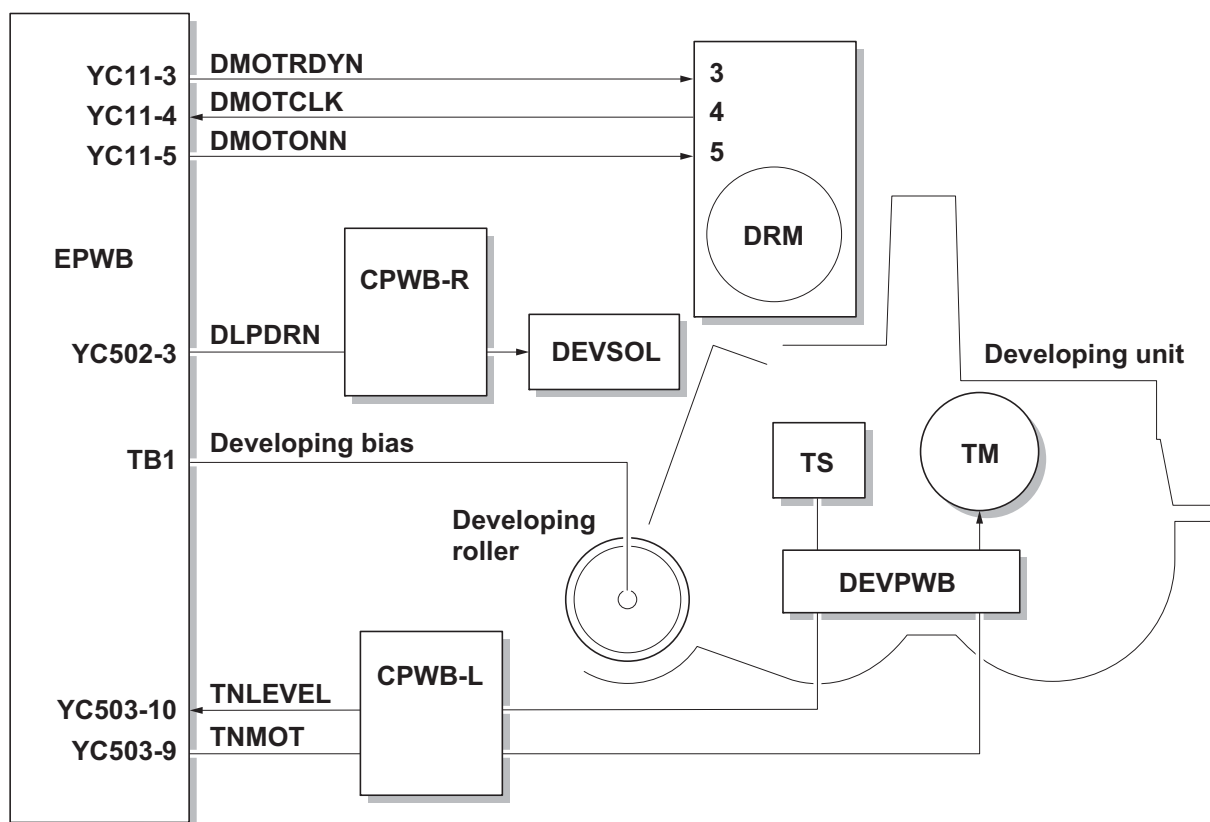 YC11-3
DMOTRDYN
3
YC11-4
DMOTCLK
4
YC11-5
DMOTONN
5
DRM
EPWB
CPWB-R
YC502-3
DLPDRN
DEVSOL
Developing unit
TB1
Developing bias
TS
TM
Developing
roller
DEVPWB
CPWB-L
YC503-10
TNLEVEL
YC503-9
TNMOT